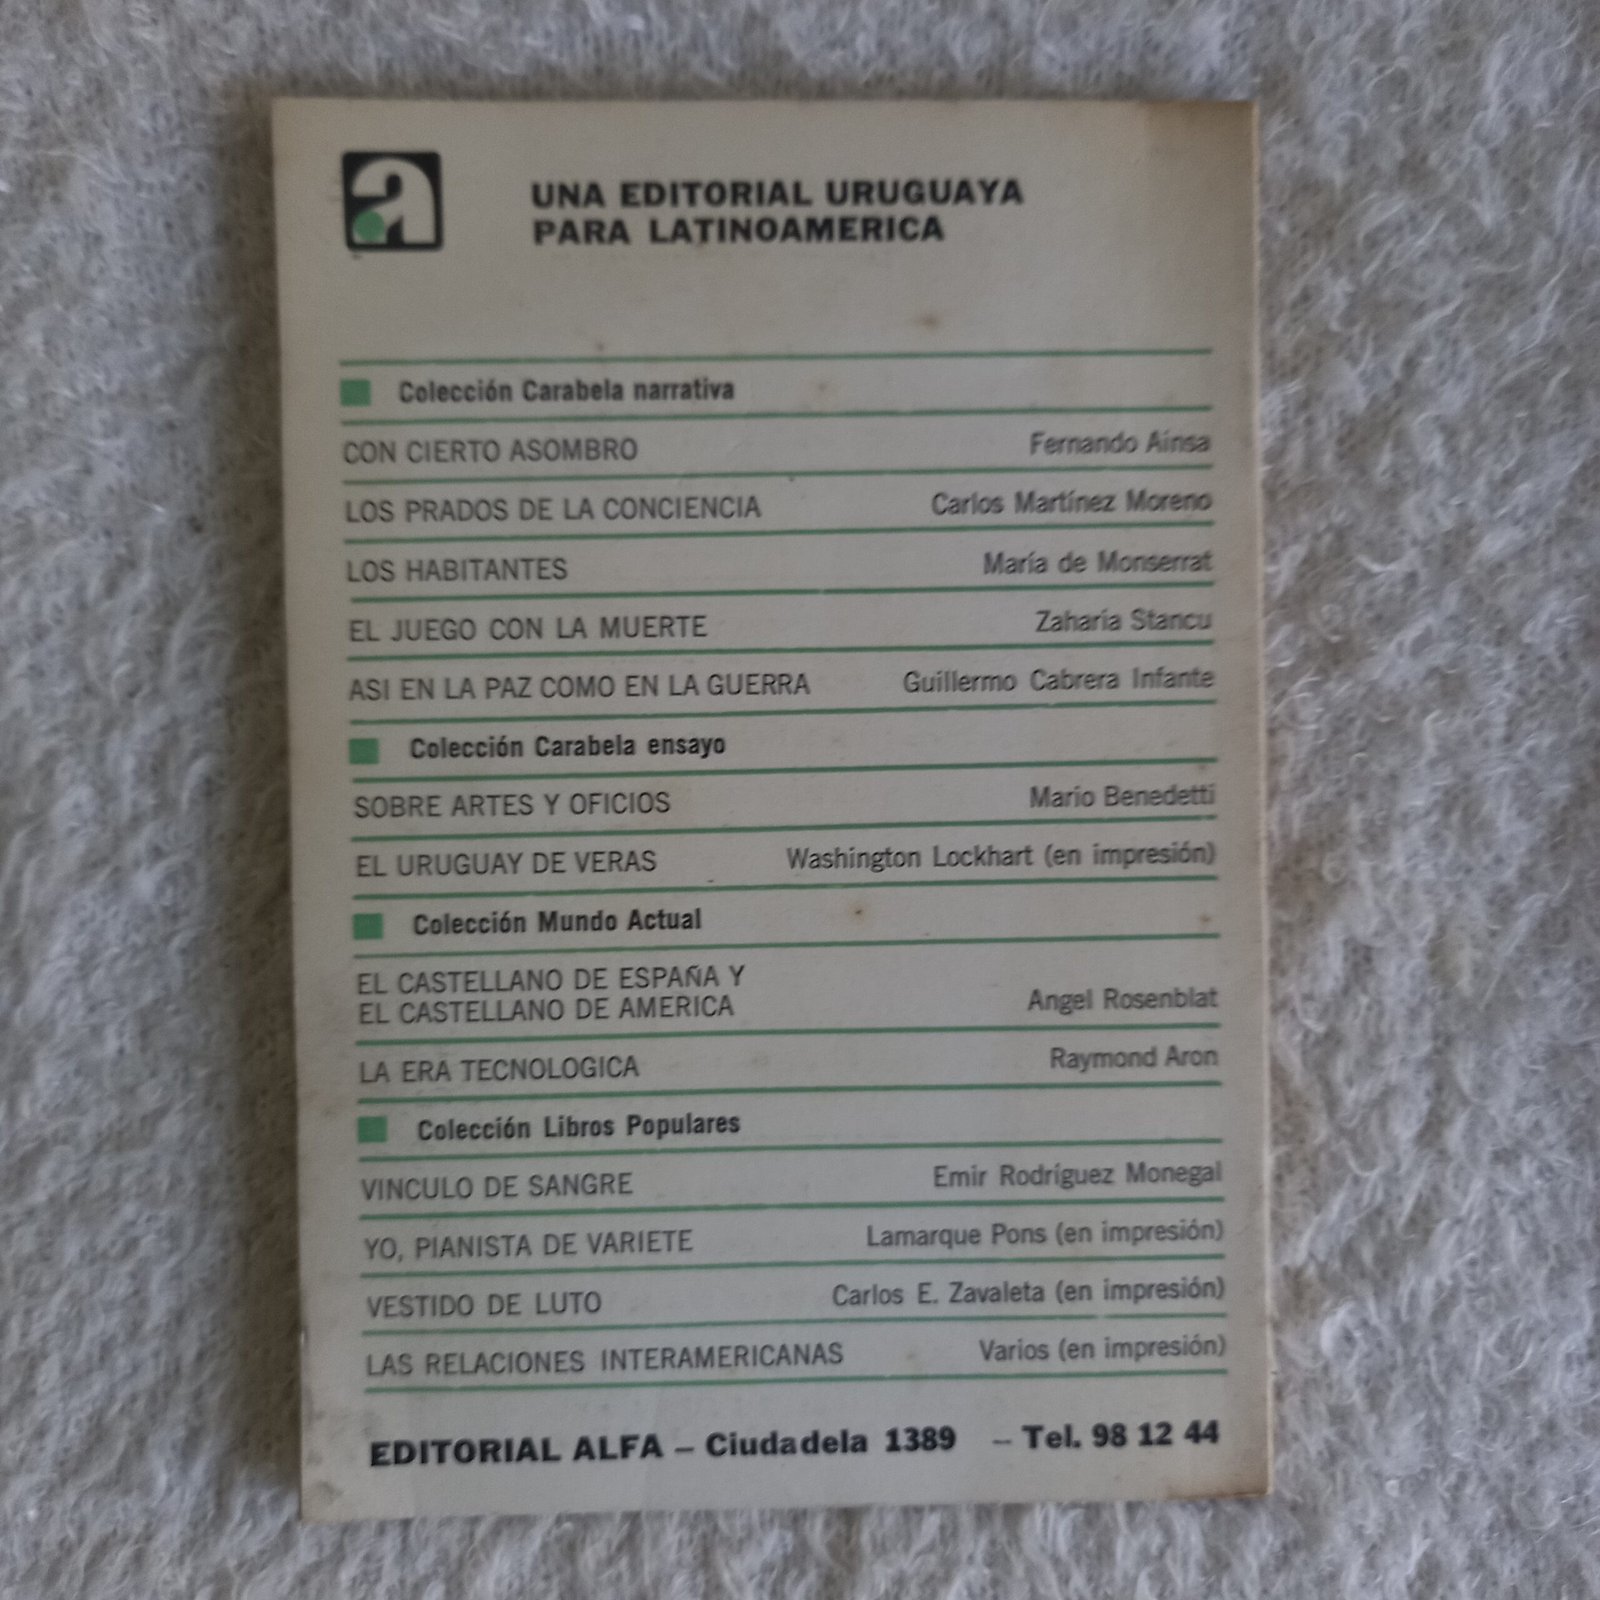 a
UNA EDITORIAL URUGUAYA
PARA LATINOAMERICA
Colección Carabela narrativa
CON CIERTO ASOMBRO Fernando Ainsa
LOS PRADOS DE LA CONCIENCIA Carlos Martínez Moreno
LOS HABITANTES María de Monserrat
EL JUEGO CON LA MUERTE Zaharia Stancu
ASI EN LA PAZ COMO EN LA GUERRA Guillermo Cabrera Infante
Colección Carabela ensayo
SOBRE ARTES Y OFICIOS Mario Benedetti
EL URUGUAY DE VERAS Washington Lockhart (en impresión)
Colección Mundo Actual
EL CASTELLANO DE ESPAÑA Y
EL CASTELLANO DE AMERICA Angel Rosenblat
LA ERA TECNOLOGICA Raymond Aron
Colección Libros Populares
VINCULO DE SANGRE Emir Rodríguez Monegal
YO, PIANISTA DE VARIETE Lamarque Pons (en impresión)
VESTIDO DE LUTO Carlos E. Zavaleta (en impresión)
LAS RELACIONES INTERAMERICANAS Varios (en impresión)
EDITORIAL ALFA – Ciudadela 1389 – Tel. 98 12 44